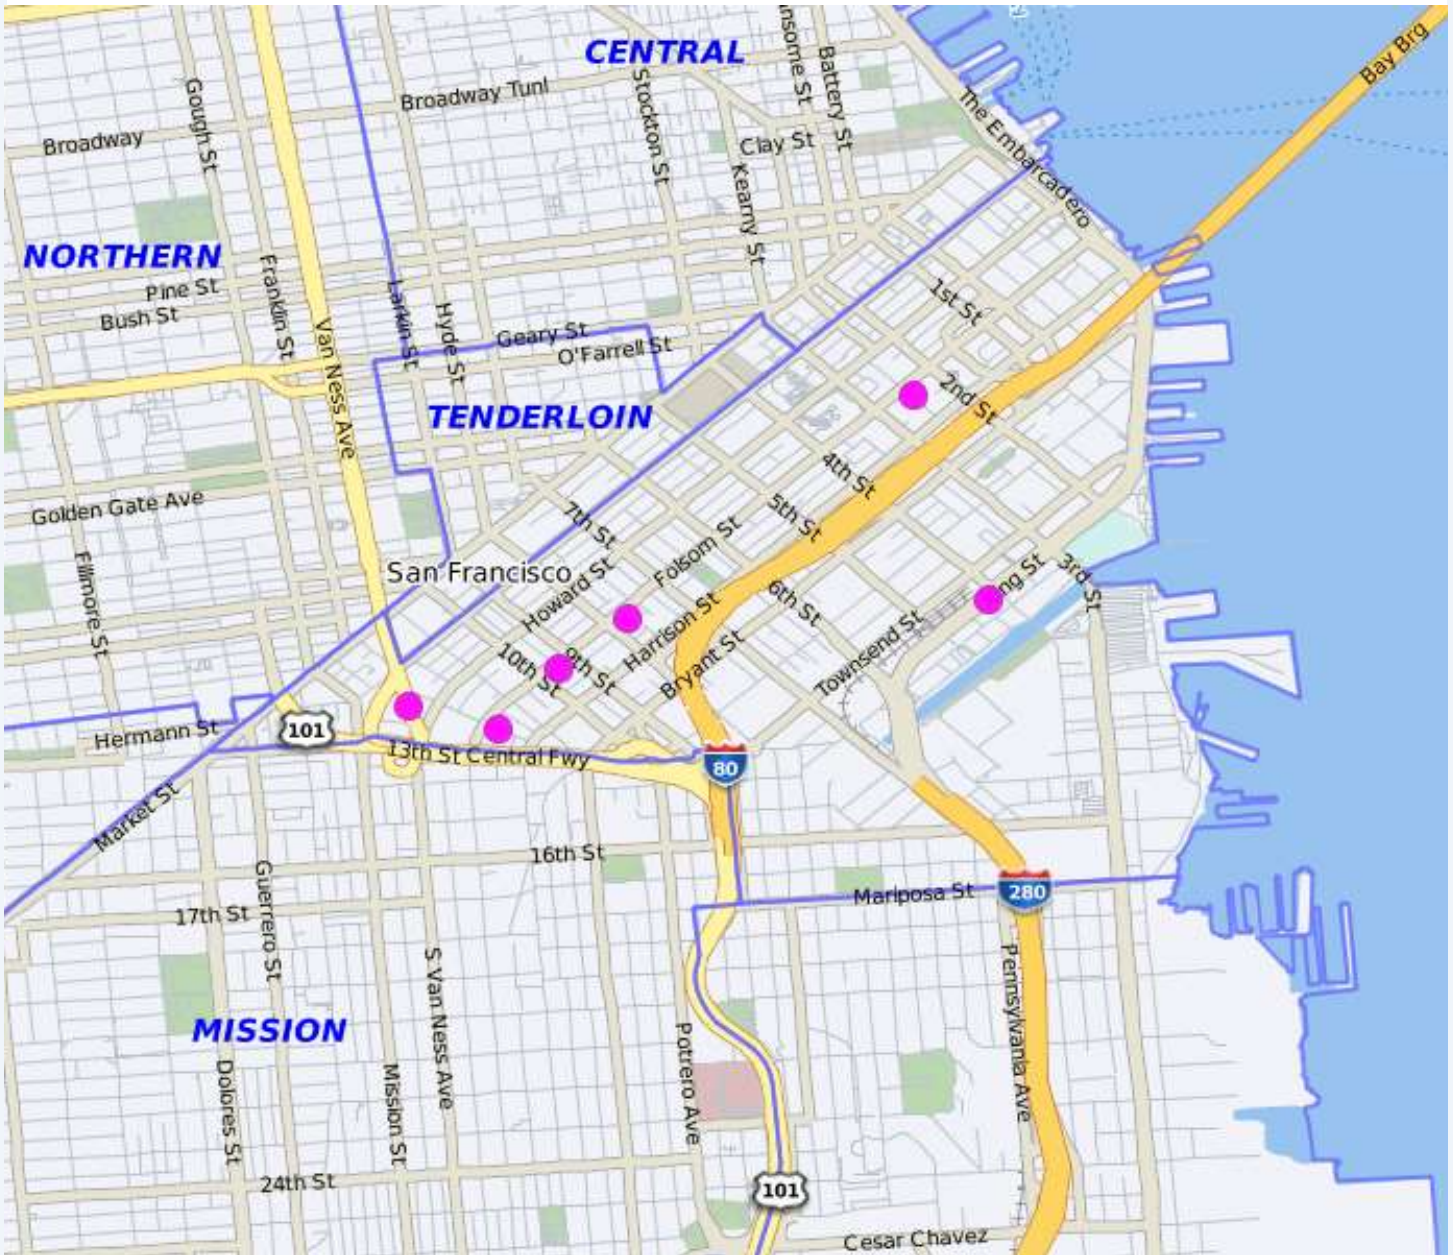 CENTRAL
nsome St
Battery St
Bay Brg
Gough St
Broadway Tunl
Stockton St
The Embarcadero
Broadway
Clay St
Kearny St
NORTHERN
Franklin St
Pine St
Larkin St
Hyde St
1st St
Bush St
Van Ness Ave
Geary St
O'Farrell St
TENDERLOIN
2nd St
4th St
Golden Gate Ave
7th St
5th St
Folsom St
Fillmore St
San Francisco
Howard St
6th St
ng St
3rd St
Harrison St
10th St
9th St
Bryant St
Townsend St
Hermann St
101
13th St
Central Fwy
80
Market St
16th St
Guerrero St
17th St
Mariposa St
280
S Van Ness Ave
Pennsylvania Ave
MISSION
Potrero Ave
Dolores St
Mission St
24th St
101
Cesar Chavez